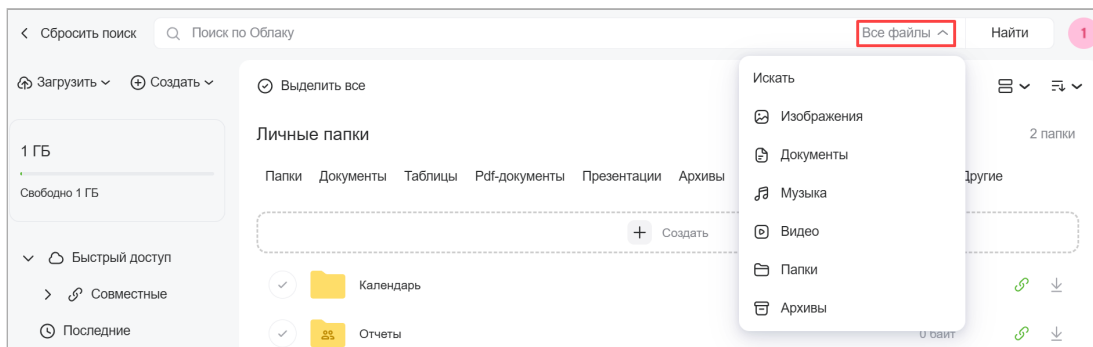 Сбросить поиск
Поиск по Облаку
Все файлы
Найти
1
Загрузить
Создать
Выделить все
Искать
Изображения
Документы
Музыка
Видео
Папки
Архивы
1 ГБ
Свободно 1 ГБ
Личные папки
2 папки
Папки Документы Таблицы Pdf-документы Презентации Архивы Другие
Создать
Быстрый доступ
Совместные
Последние
Календарь
Отчеты
0 байт